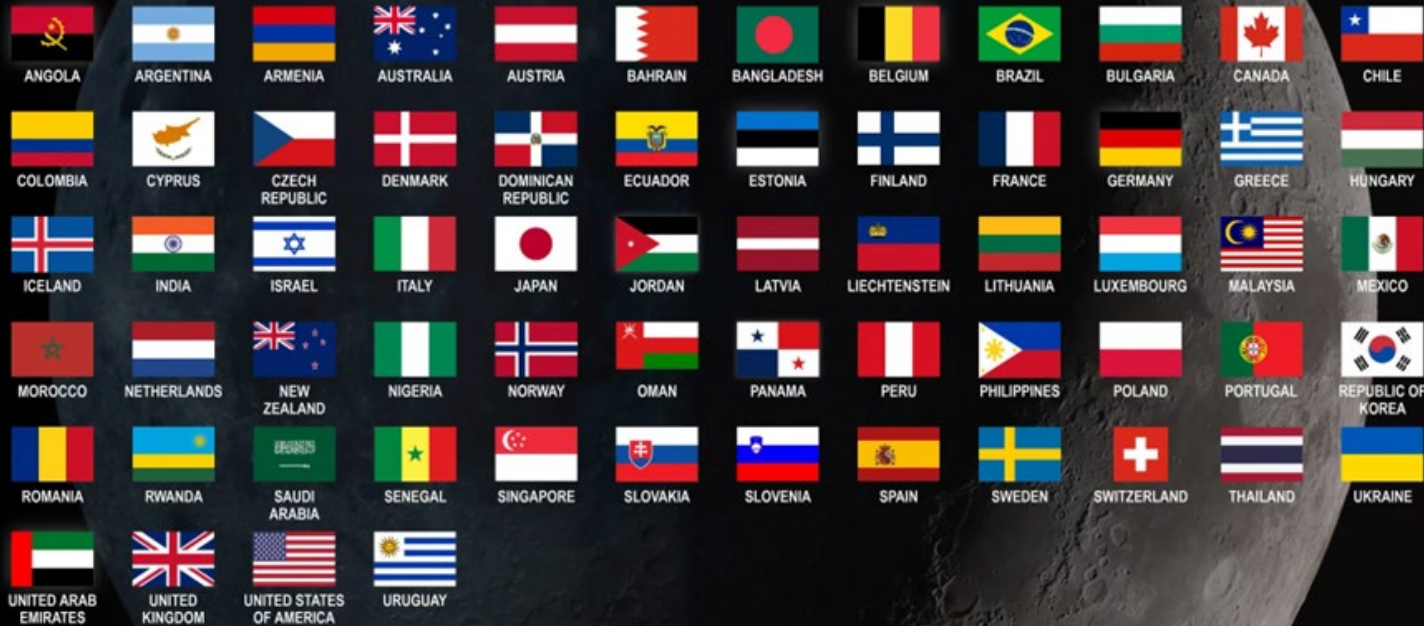 ANGOLA ARGENTINA ARMENIA AUSTRALIA AUSTRIA BAHRAIN BANGLADESH BELGIUM BRAZIL BULGARIA CANADA CHILE
COLOMBIA CYPRUS CZECH REPUBLIC DENMARK DOMINICAN REPUBLIC ECUADOR ESTONIA FINLAND FRANCE GERMANY GREECE HUNGARY
ICELAND INDIA ISRAEL ITALY JAPAN JORDAN LATVIA LIECHTENSTEIN LITHUANIA LUXEMBOURG MALAYSIA MEXICO
MOROCCO NETHERLANDS NEW ZEALAND NIGERIA NORWAY OMAN PANAMA PERU PHILIPPINES POLAND PORTUGAL REPUBLIC OF KOREA
ROMANIA RWANDA SAUDI ARABIA SENEGAL SINGAPORE SLOVAKIA SLOVENIA SPAIN SWEDEN SWITZERLAND THAILAND UKRAINE
UNITED ARAB EMIRATES UNITED KINGDOM UNITED STATES OF AMERICA URUGUAY